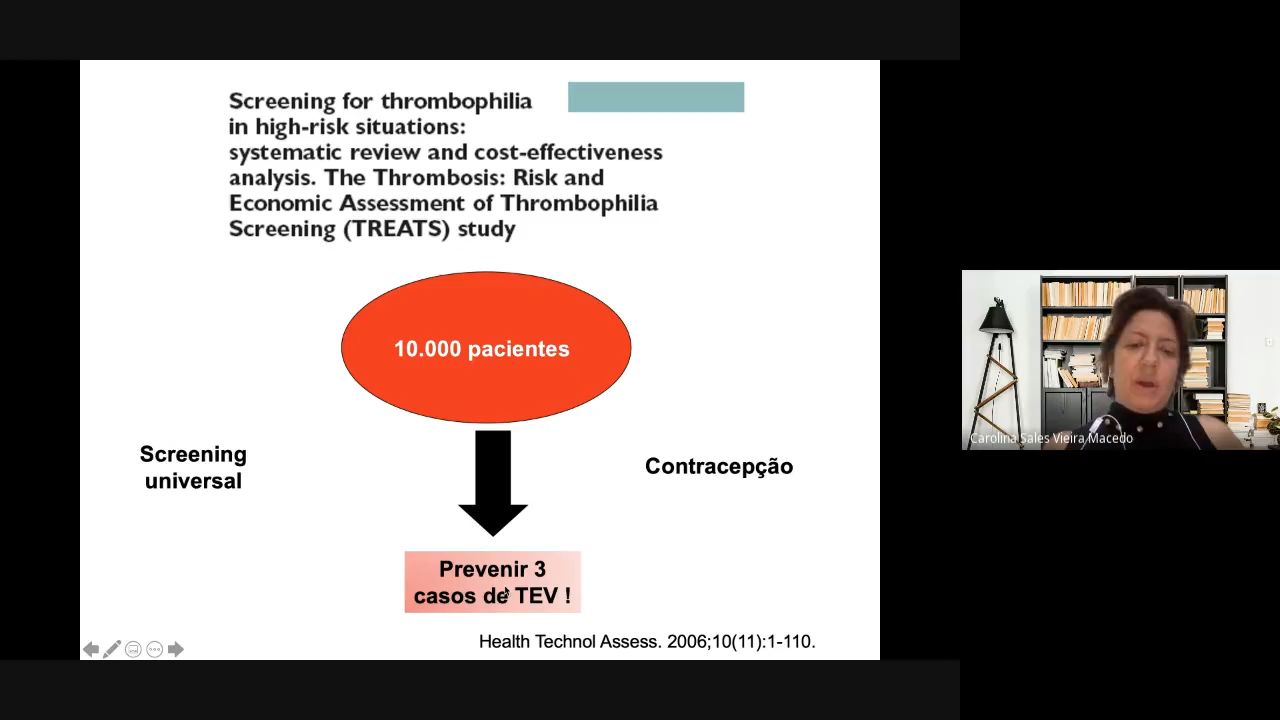 Screening for thrombophilia
in high-risk situations:
systematic review and cost-effectiveness
analysis. The Thrombosis: Risk and
Economic Assessment of Thrombophilia
Screening (TREATS) study
10.000 pacientes
Screening
universal
Contracepção
Prevenir 3
casos de TEV !
Health Technol Assess. 2006;10(11):1-110.
Carolina Sales Vieira Macedo